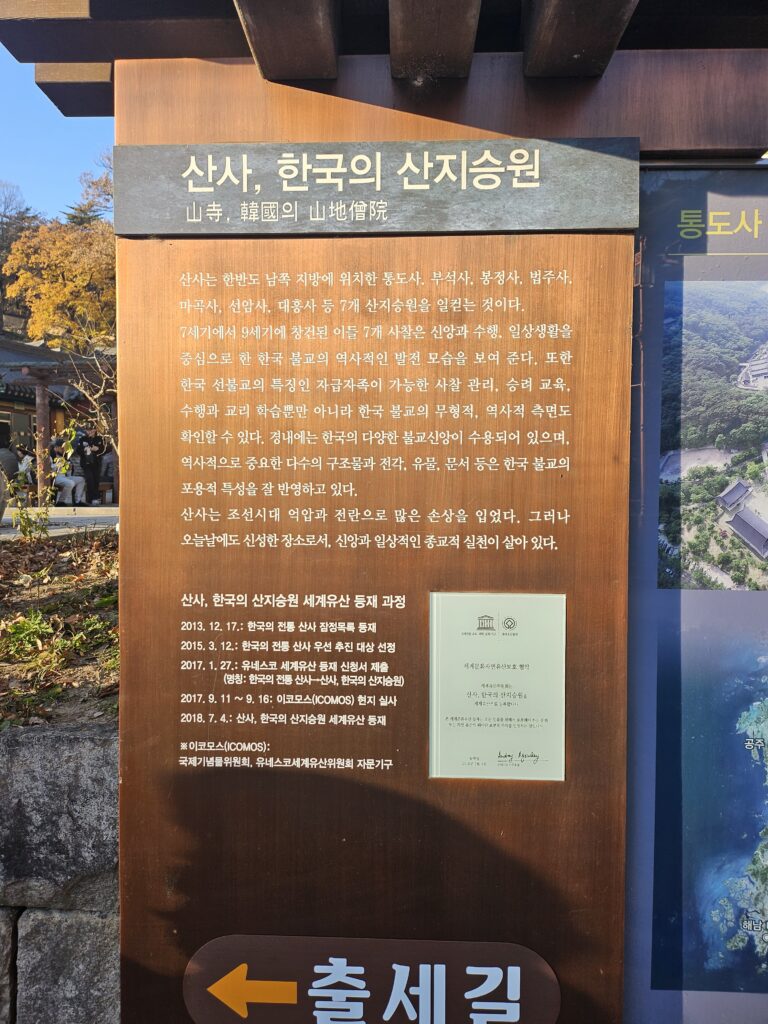 산사, 한국의 산지승원
山寺, 韓國의 山地僧院
산사는 한반도 남쪽 지방에 위치한 통도사, 부석사, 봉정사, 법주사,
마곡사, 선암사, 대흥사 등 7개 산지승원을 일컫는 것이다.
7세기에서 9세기에 창건된 이들 7개 사찰은 신앙과 수행, 일상생활을
중심으로 한 한국 불교의 역사적인 발전 모습을 보여 준다. 또한
한국 선불교의 특징인 자급자족이 가능한 사찰 관리, 승려 교육,
수행과 교리 학습뿐만 아니라 한국 불교의 무형적, 역사적 측면도
확인할 수 있다. 경내에는 한국의 다양한 불교신앙이 수용되어 있으며,
역사적으로 중요한 다수의 구조물과 전각, 유물, 문서 등은 한국 불교의
포용적 특성을 잘 반영하고 있다.
산사는 조선시대 억압과 전란으로 많은 손상을 입었다. 그러나
오늘날에도 신성한 장소로서, 신앙과 일상적인 종교적 실천이 살아 있다.
산사, 한국의 산지승원 세계유산 등재 과정
2013. 12. 17.: 한국의 전통 산사 잠정목록 등재
2015. 3. 12.: 한국의 전통 산사 우선 추진 대상 선정
2017. 1. 27.: 유네스코 세계유산 등재 신청서 제출
(명칭: 한국의 전통 산사→산사, 한국의 산지승원)
2017. 9. 11 ~ 9. 16: 이코모스(ICOMOS) 현지 실사
2018. 7. 4.: 산사, 한국의 산지승원 세계유산 등재
※이코모스(ICOMOS):
국제기념물위원회, 유네스코세계유산위원회 자문기구
세계문화자연유산보호 협약
산사, 한국의 산지승원을
출세길
통도사
공주
해남